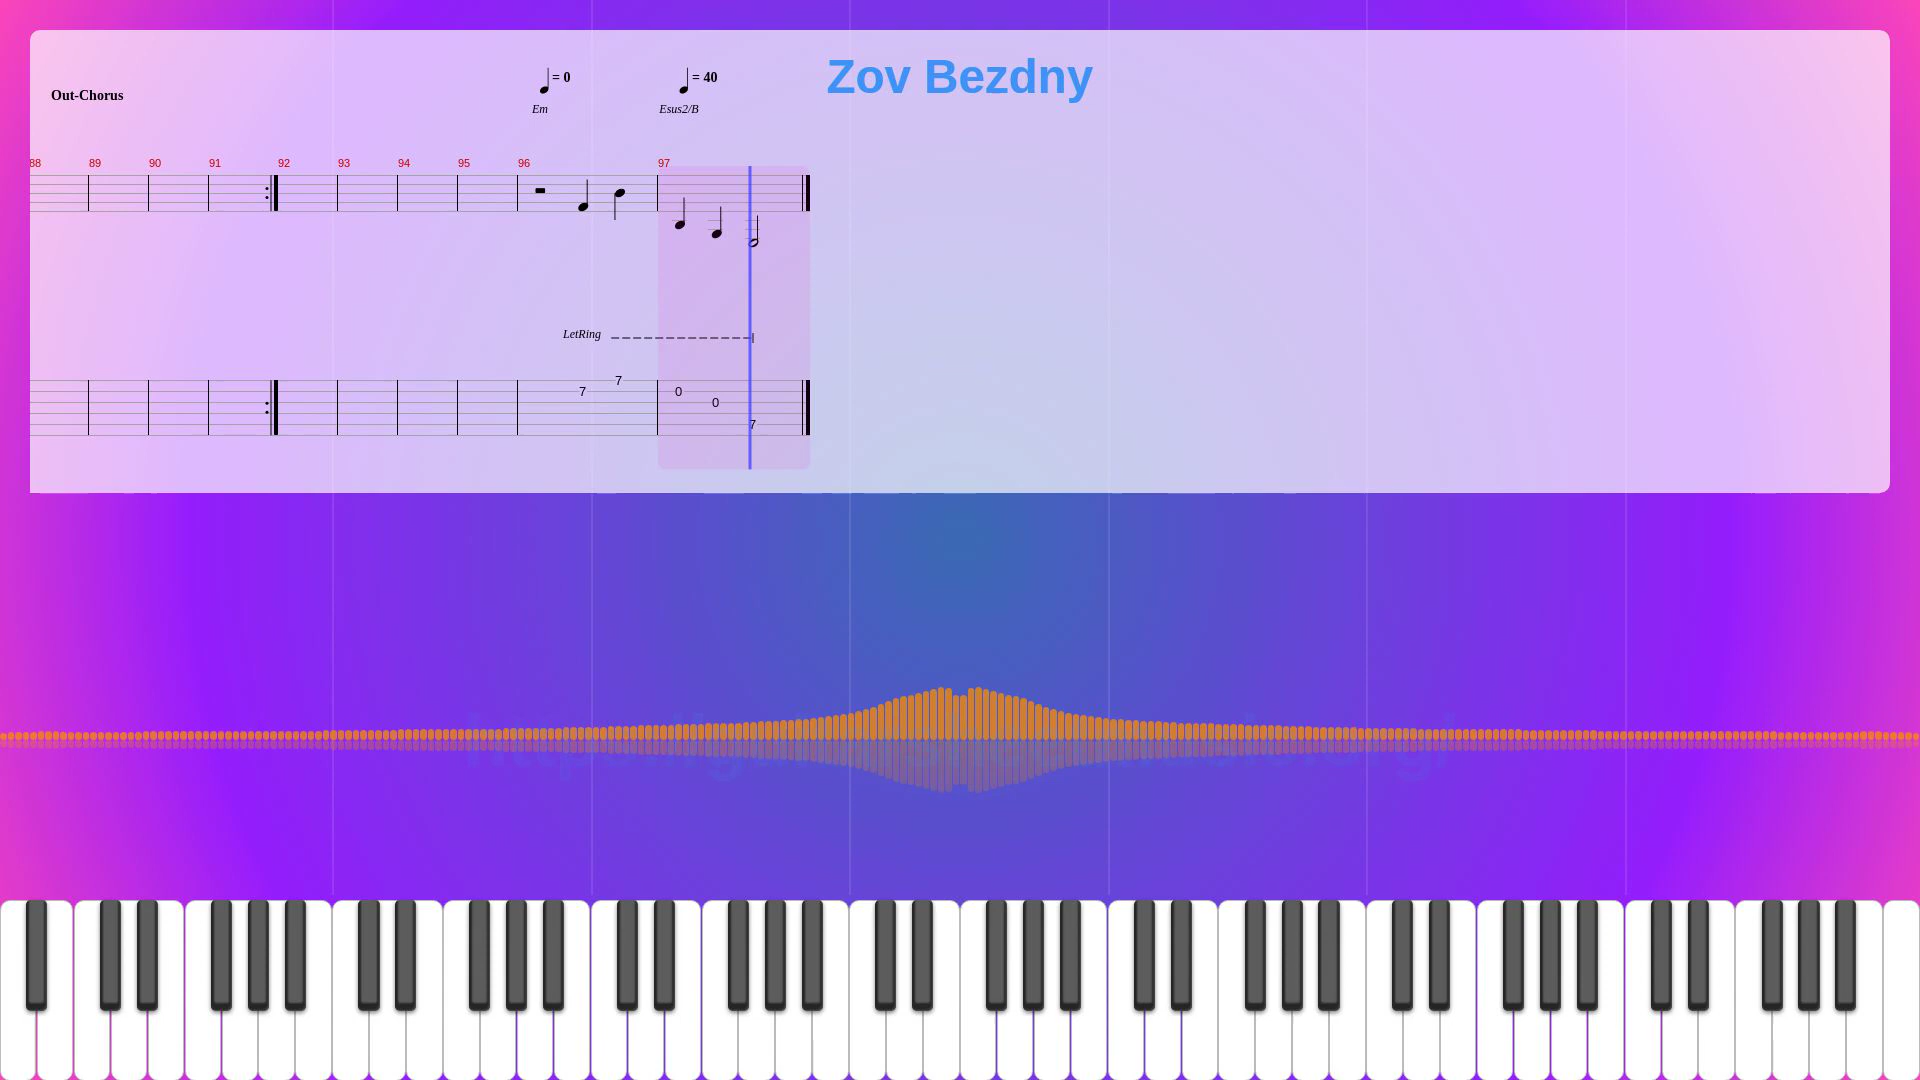 Zov Bezdny
= 0
= 40
Out-Chorus
Em
Esus2/B
88 89 90 91 92 93 94 95 96 97
LetRing
7
7 0
0
7